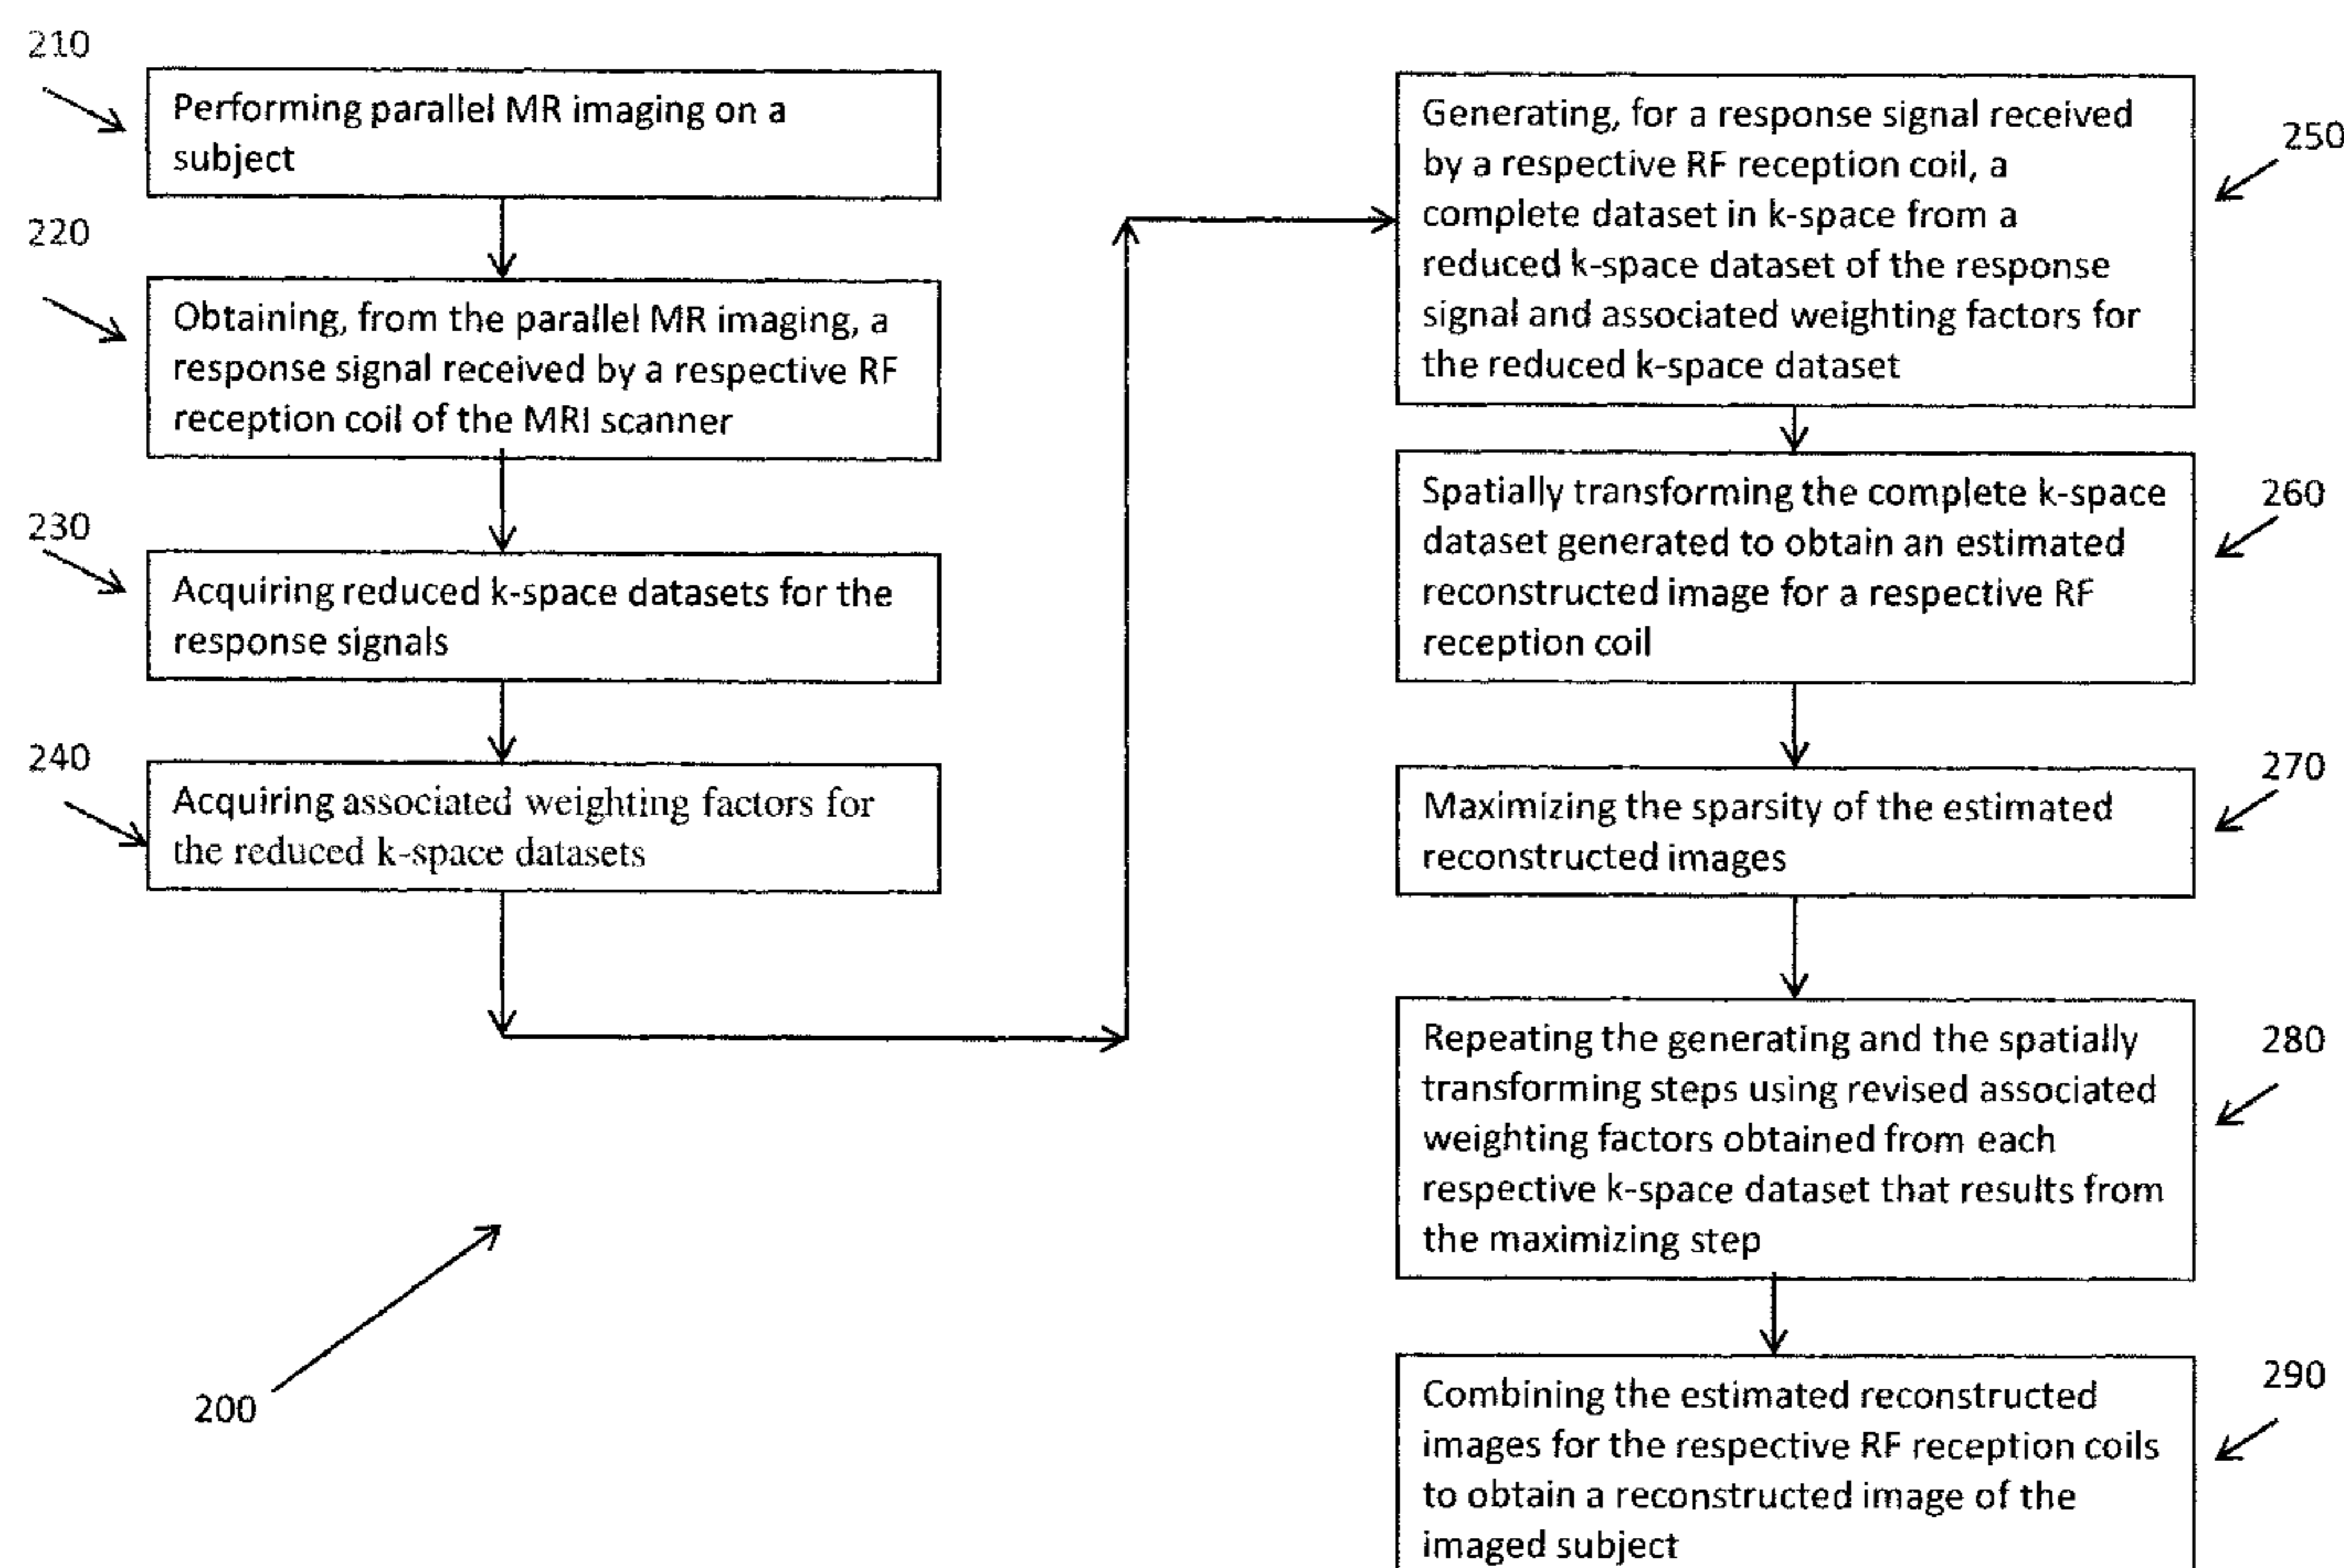 210
Performing parallel MR imaging on a
subject
220
Obtaining, from the parallel MR imaging, a
response signal received by a respective RF
reception coil of the MRI scanner
230
Acquiring reduced k-space datasets for the
response signals
240
Acquiring associated weighting factors for
the reduced k-space datasets
200
Generating, for a response signal received
by a respective RF reception coil, a
complete dataset in k-space from a
reduced k-space dataset of the response
signal and associated weighting factors for
the reduced k-space dataset
250
Spatially transforming the complete k-space
dataset generated to obtain an estimated
reconstructed image for a respective RF
reception coil
260
Maximizing the sparsity of the estimated
reconstructed images
270
Repeating the generating and the spatially
transforming steps using revised associated
weighting factors obtained from each
respective k-space dataset that results from
the maximizing step
280
Combining the estimated reconstructed
images for the respective RF reception coils
to obtain a reconstructed image of the
imaged subject
290